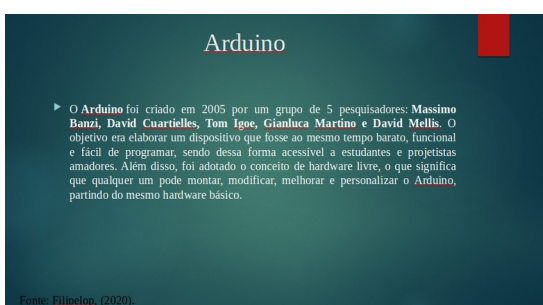 Arduino
O Arduino foi criado em 2005 por um grupo de 5 pesquisadores: Massimo
Banzi, David Cuartielles, Tom Igoe, Gianluca Martino e David Mellis. O
objetivo era elaborar um dispositivo que fosse ao mesmo tempo barato, funcional
e fácil de programar, sendo dessa forma acessível a estudantes e projetistas
amadores. Além disso, foi adotado o conceito de hardware livre, o que significa
que qualquer um pode montar, modificar, melhorar e personalizar o Arduino,
partindo do mesmo hardware básico.
Fonte: Filipelop, (2020).